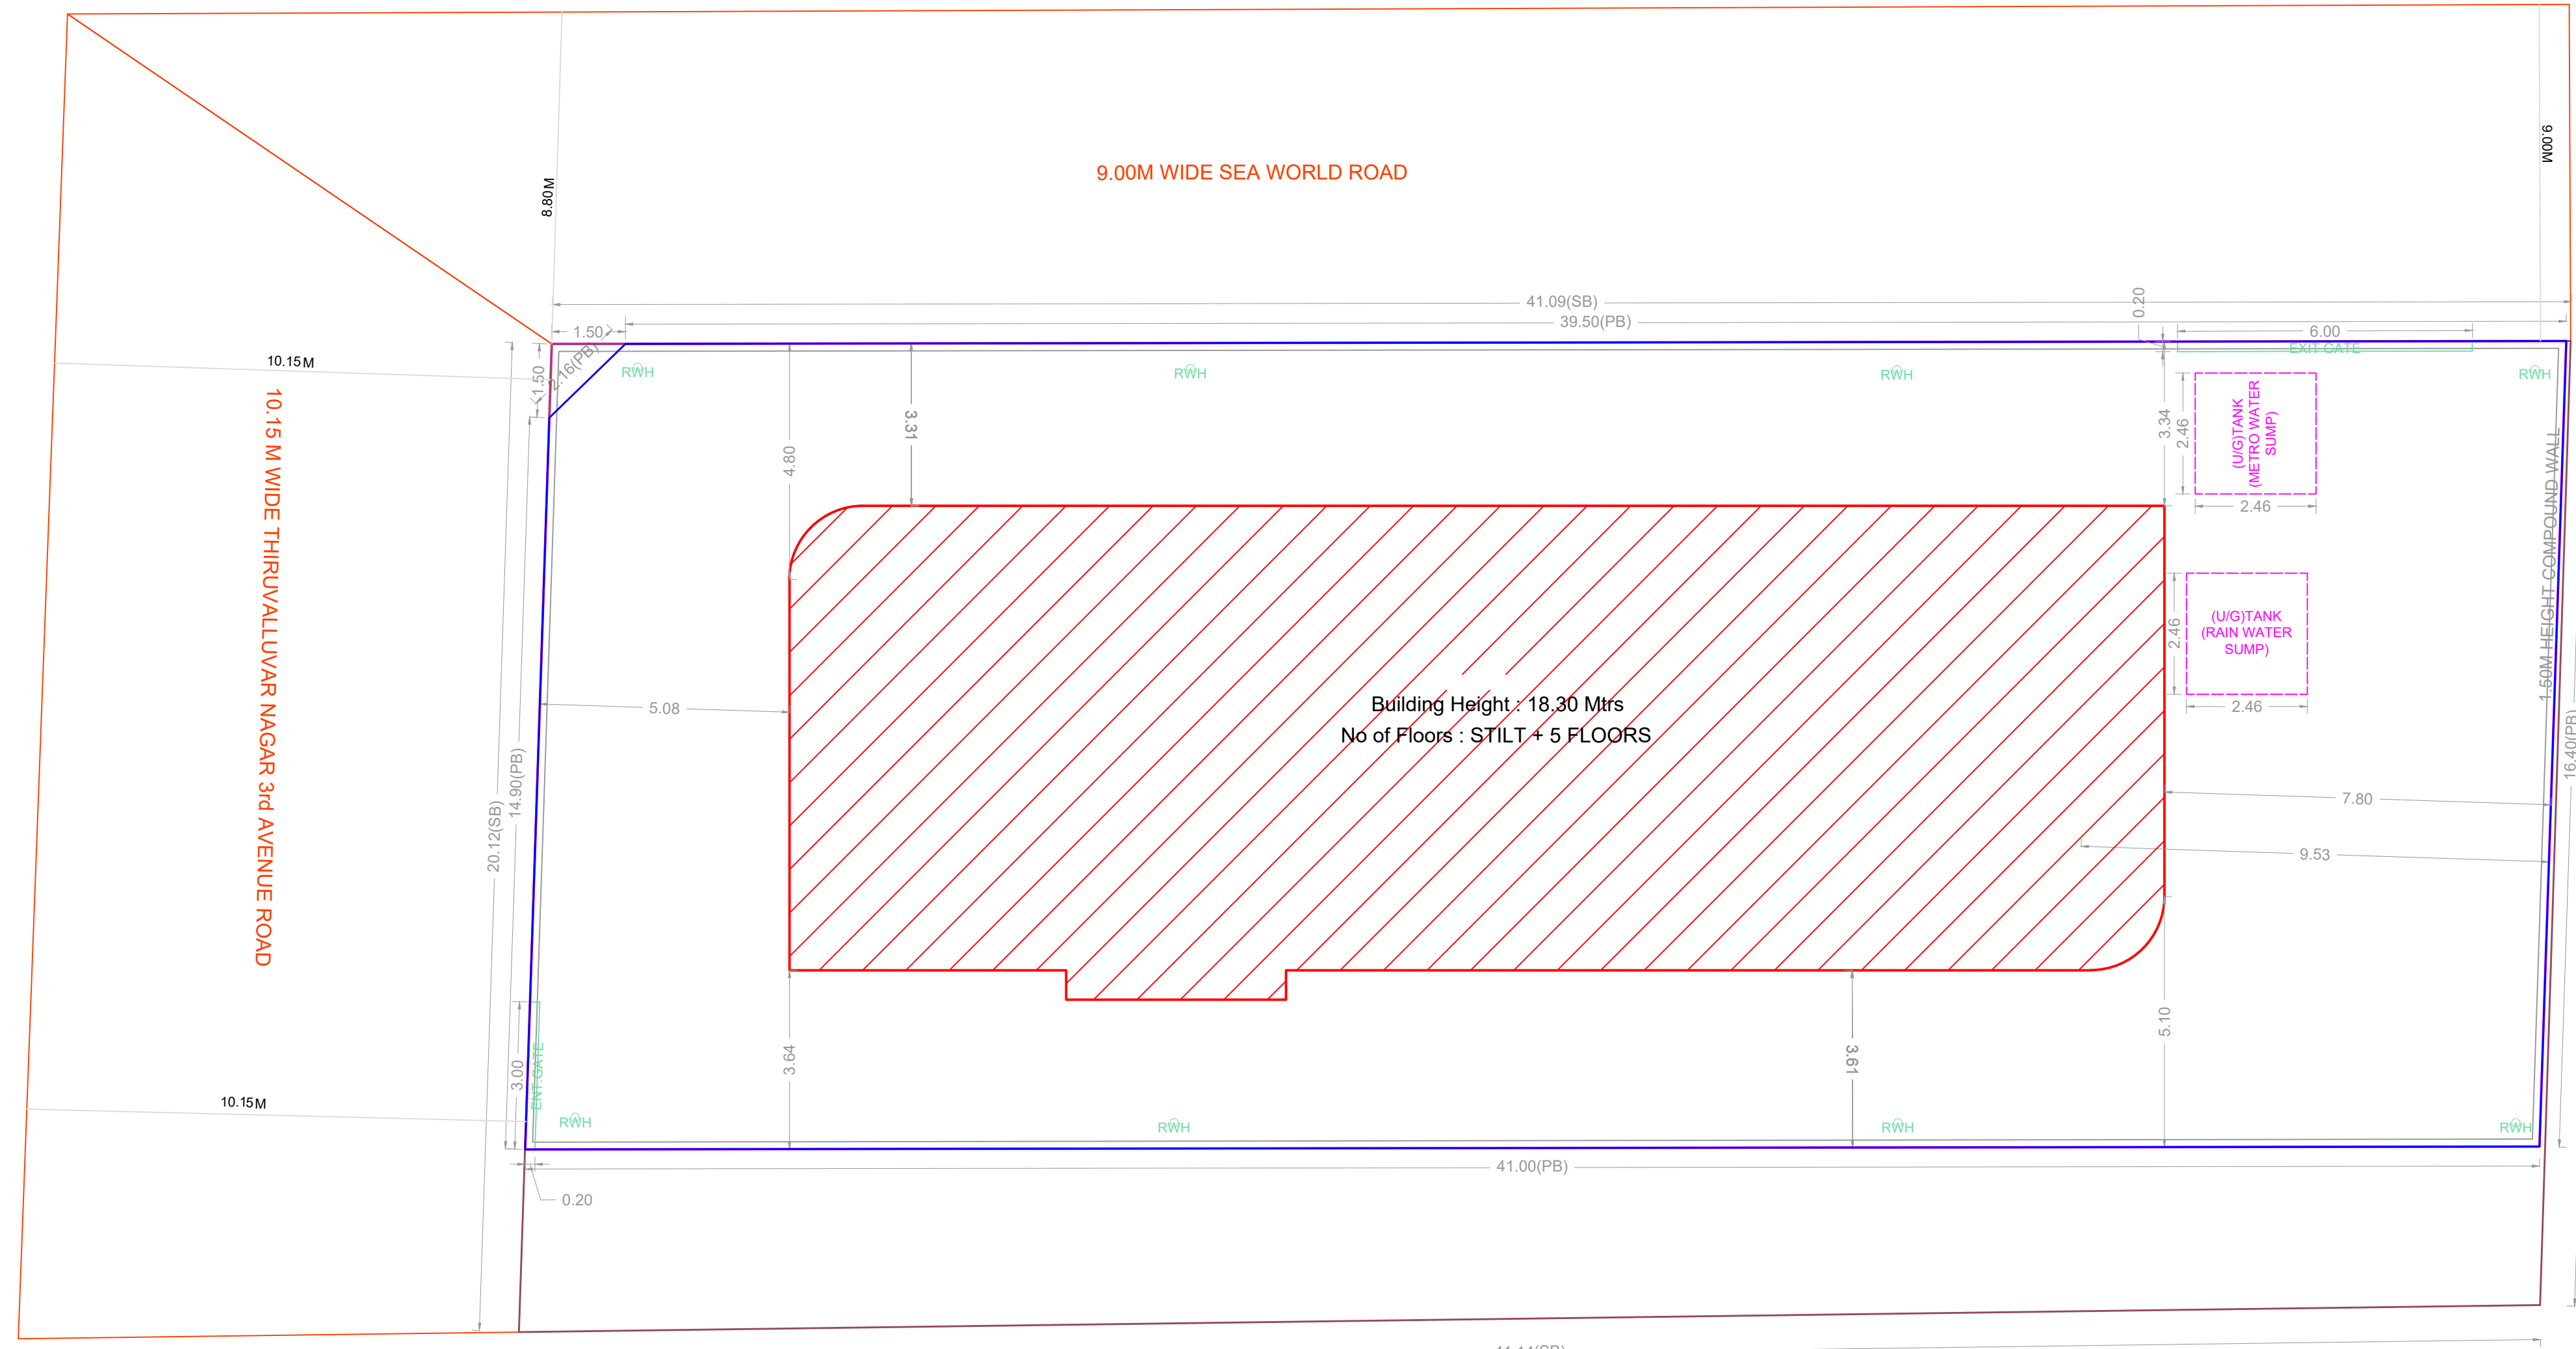 9.00M
8.80M
9.00M WIDE SEA WORLD ROAD
41.09(SB)
0.20
39.50(PB)
1.50
6.00
EXIT GATE
2.16(PB)
1.50
10.15M
RWH
RWH
RWH
RWH
3.31
4.80
3.34
2.46
(U/G)TANK
(METRO WATER
SUMP)
2.46
1.50M HEIGHT COMPOUND WALL
10.15 M WIDE THIRUVALLUVAR NAGAR 3rd AVENUE ROAD
2.46
(U/G)TANK
(RAIN WATER
SUMP)
2.46
5.08
Building Height : 18.30 Mtrs
No of Floors : STILT + 5 FLOORS
16.40(PB)
14.90(PB)
20.12(SB)
7.80
9.53
3.00
ENT.GATE
3.64
3.61
5.10
10.15M
RWH
RWH
RWH
RWH
41.00(PB)
0.20